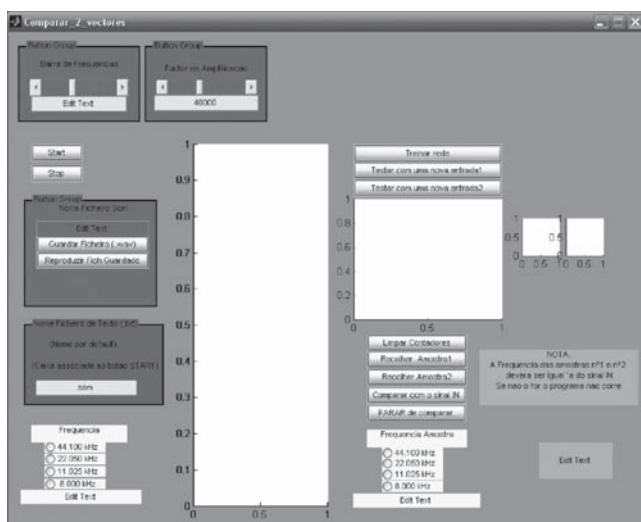 Comparar_2_vectores
Button Group
Barra de Frequencias
Edit Text
Button Group
Factor de Amplificacao
48000
Start
Stop
Button Group
Nome Ficheiro Som
Edit Text
Guardar Ficheiro (.wav)
Reproduzir Fich Guardado
Nome Ficheiro de Texto (.txt)
(Nome por default)
(Caixa associada ao botao START)
som
Frequencia
44.100 kHz
22.050 kHz
11.025 kHz
8.000 kHz
Edit Text
1
0.9
0.8
0.7
0.6
0.5
0.4
0.3
0.2
0.1
0
0 0.5 1
Treinar rede
Testar com uma nova entrada1
Testar com uma nova entrada2
1
0.8
0.6
0.4
0.2
0
0 0.5 1
1
0.5
0
0 0.5 1
1
0.5
0
0 0.5 1
Limpar Contadores
Recolher Amostra1
Recolher Amostra2
Comparar com o sinal IN
PARAR de comparar
Frequencia Amostra
44.100 kHz
22.050 kHz
11.025 kHz
8.000 kHz
Edit Text
NOTA:
A Frequencia das amostras nº1 e nº2
devera ser igual `a do sinal IN
Se nao o for o programa nao corre
Edit Text